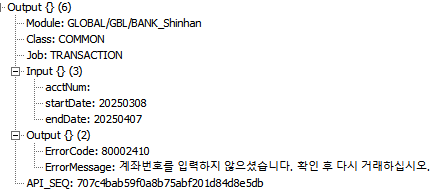 Output {} (6)
Module: GLOBAL/GBL/BANK_Shinhan
Class: COMMON
Job: TRANSACTION
Input {} (3)
acctNum:
startDate: 20250308
endDate: 20250407
Output {} (2)
ErrorCode: 80002410
ErrorMessage: 계좌번호를 입력하지 않으셨습니다. 확인 후 다시 거래하십시오.
API_SEQ: 707c4bab59f0a8b75abf201d84d8e5db